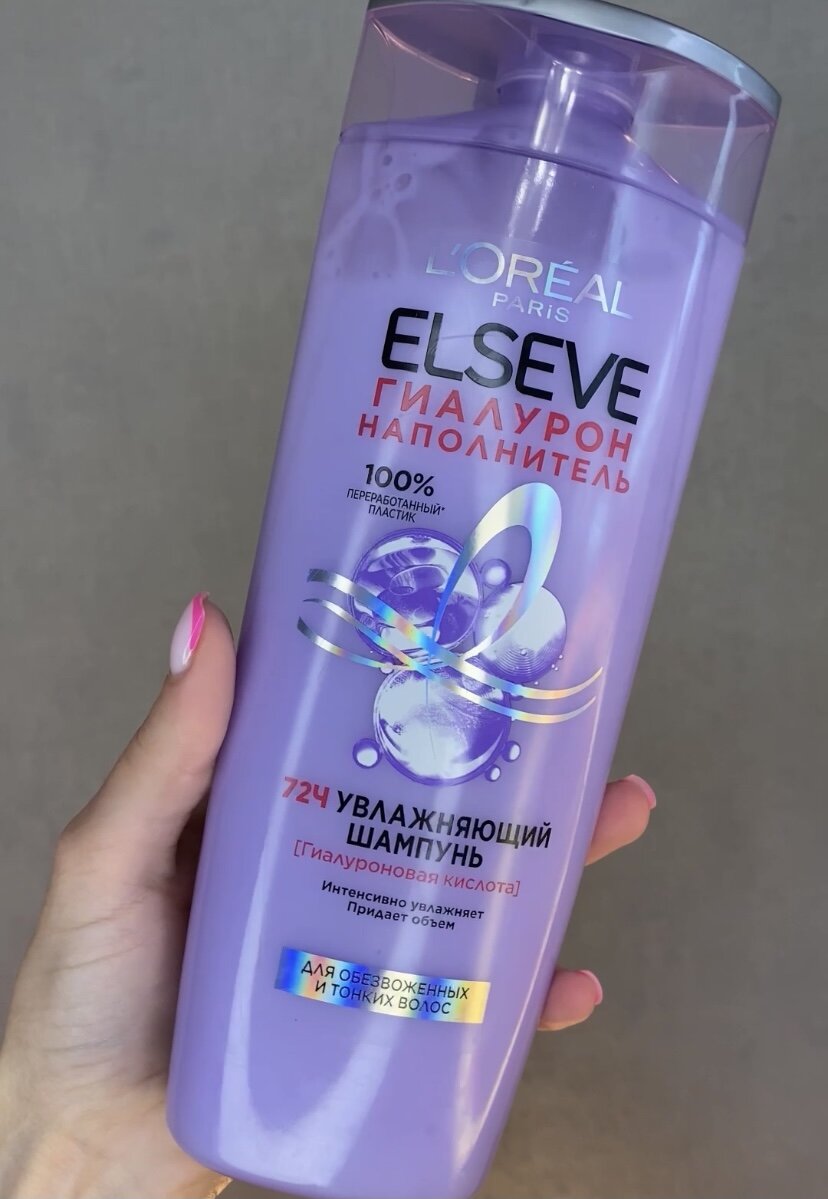 L'ORÉAL
PARIS
ELSEVE
ГИАЛУРОН
НАПОЛНИТЕЛЬ
100%
ПЕРЕРАБОТАННЫЙ*
ПЛАСТИК
72Ч УВЛАЖНЯЮЩИЙ
ШАМПУНЬ
[Гиалуроновая кислота]
Интенсивно увлажняет
Придает объем
ДЛЯ ОБЕЗВОЖЕННЫХ
И ТОНКИХ ВОЛОС